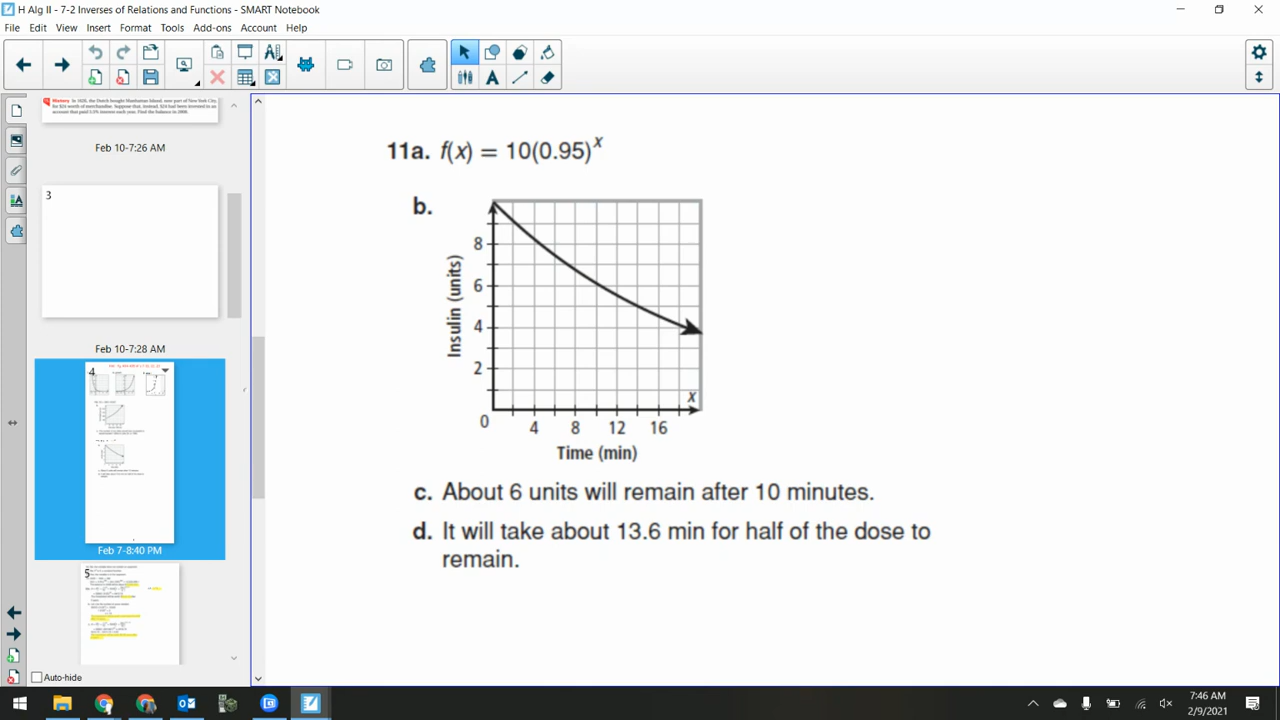 H Alg II - 7-2 Inverses of Relations and Functions - SMART Notebook
File Edit View Insert Format Tools Add-ons Account Help
Feb 10-7:26 AM
3
Feb 10-7:28 AM
4
Feb 7-8:40 PM
5
Auto-hide
11a. f(x) = 10(0.95)^x
b.
Insulin (units)
8
6
4
2
0
4 8 12 16
x
Time (min)
c. About 6 units will remain after 10 minutes.
d. It will take about 13.6 min for half of the dose to
remain.
7:46 AM
2/9/2021